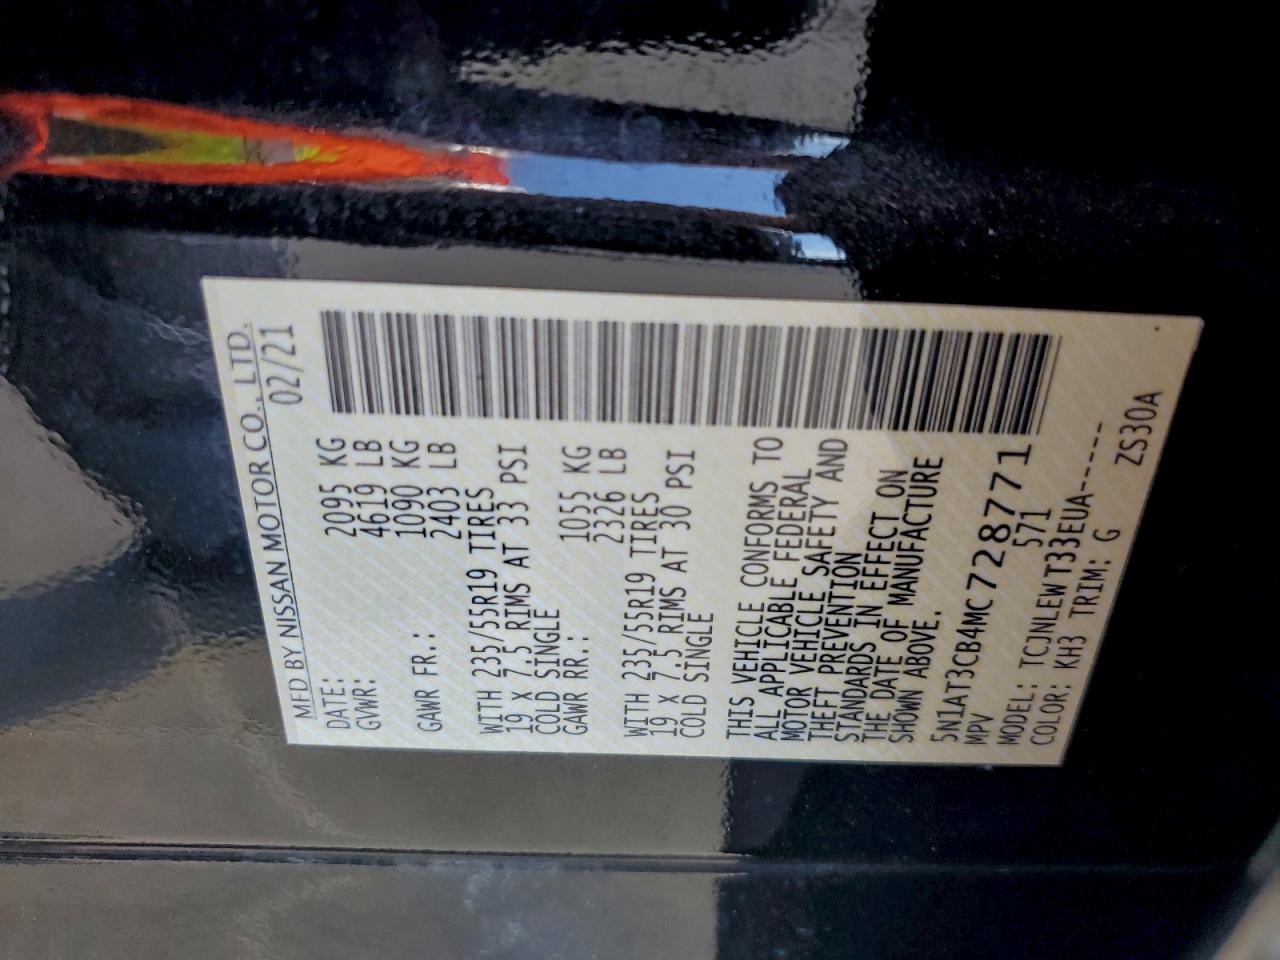 MFD BY NISSAN MOTOR CO., LTD.
DATE: 02/21
GVWR: 2095 KG
4619 LB
GAWR FR.: 1090 KG
2403 LB
WITH 235/55R19 TIRES
19 X 7.5 RIMS AT 33 PSI
COLD SINGLE
GAWR RR.: 1055 KG
2326 LB
WITH 235/55R19 TIRES
19 X 7.5 RIMS AT 30 PSI
COLD SINGLE
THIS VEHICLE CONFORMS TO
ALL APPLICABLE FEDERAL
MOTOR VEHICLE SAFETY AND
THEFT PREVENTION
STANDARDS IN EFFECT ON
THE DATE OF MANUFACTURE
SHOWN ABOVE.
5N1AT3CB4MC728771
MPV 571
MODEL: TCJNLEWT33EUA-----
COLOR: KH3 TRIM: G
ZS30A